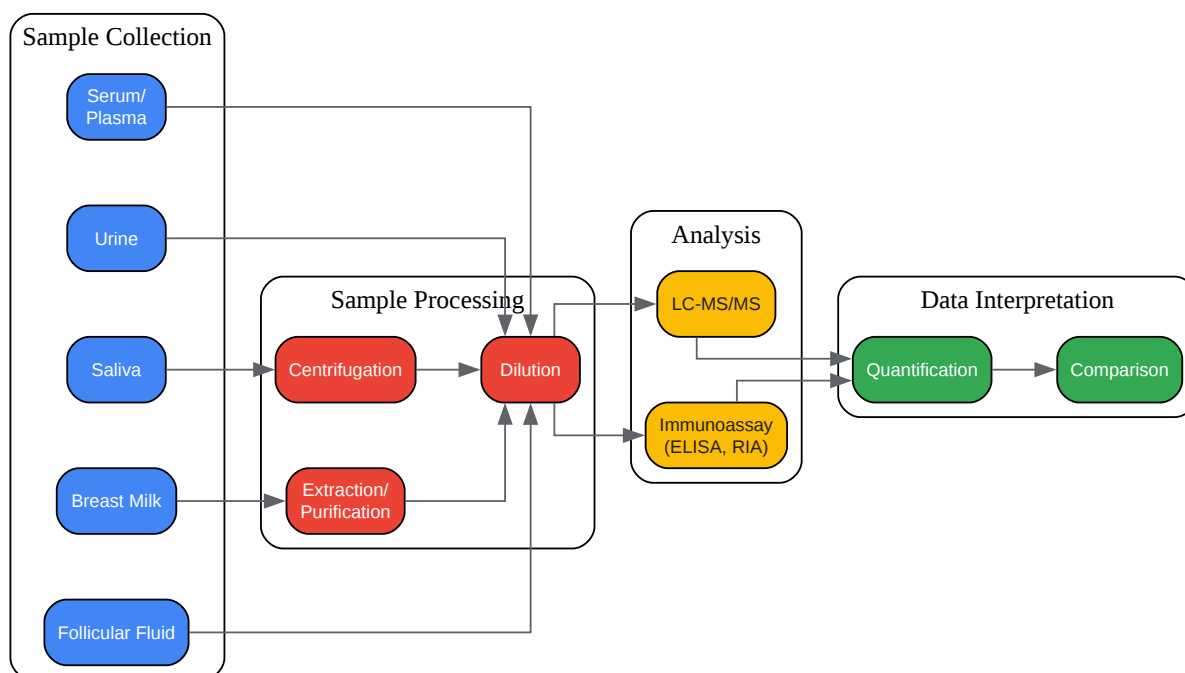 Sample Collection
Serum/
Plasma
Urine
Saliva
Breast Milk
Follicular Fluid
Sample Processing
Centrifugation
Dilution
Extraction/
Purification
Analysis
LC-MS/MS
Immunoassay
(ELISA, RIA)
Data Interpretation
Quantification
Comparison